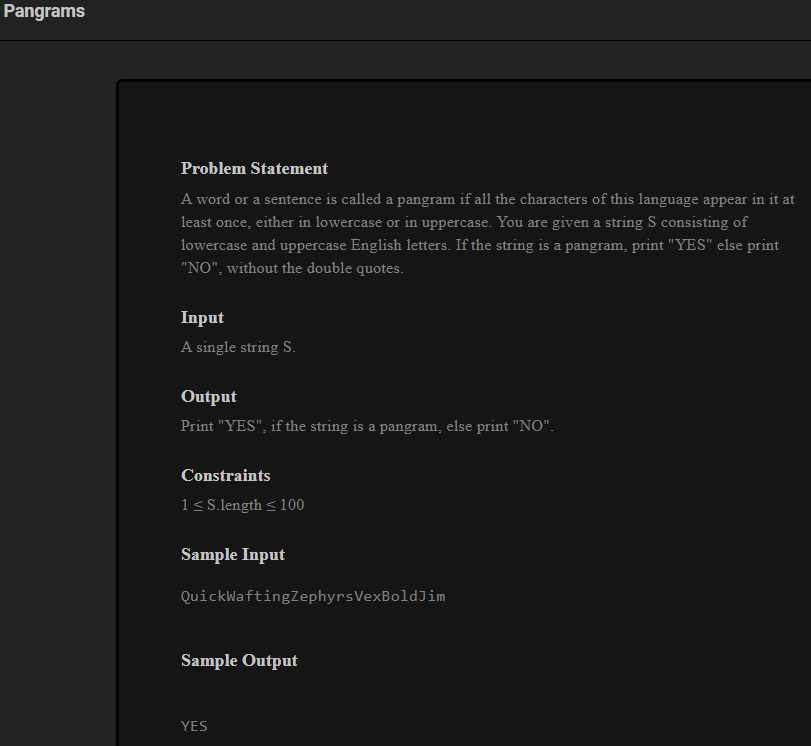 Pangrams
Problem Statement
A word or a sentence is called a pangram if all the characters of this language appear in it at
least once, either in lowercase or in uppercase. You are given a string S consisting of
lowercase and uppercase English letters. If the string is a pangram, print "YES" else print
"NO", without the double quotes.
Input
A single string S.
Output
Print "YES", if the string is a pangram, else print "NO".
Constraints
1 ≤ S.length ≤ 100
Sample Input
QuickWaftingZephyrsVexBoldJim
Sample Output
YES